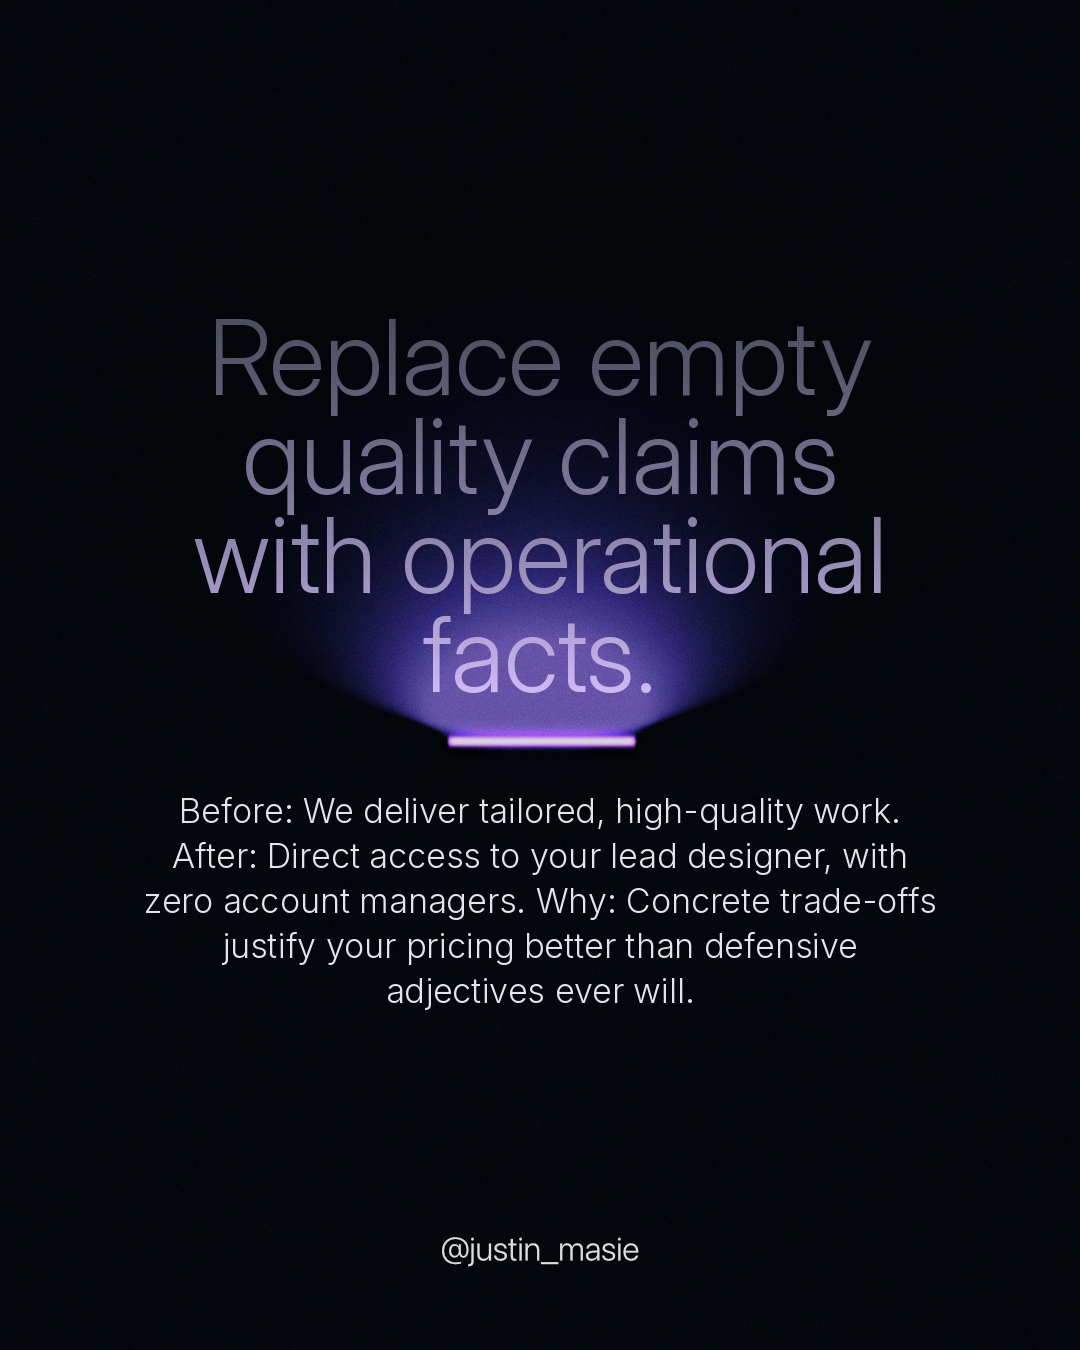 Replace empty
quality claims
with operational
facts.
Before: We deliver tailored, high-quality work.
After: Direct access to your lead designer, with
zero account managers. Why: Concrete trade-offs
justify your pricing better than defensive
adjectives ever will.
@justin_masie